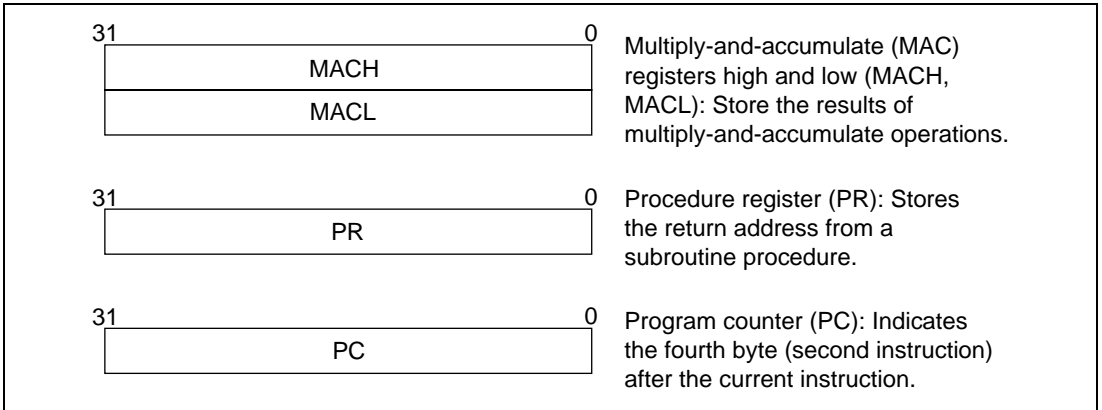 31 0
MACH
MACL
Multiply-and-accumulate (MAC)
registers high and low (MACH,
MACL): Store the results of
multiply-and-accumulate operations.
31 0
PR
Procedure register (PR): Stores
the return address from a
subroutine procedure.
31 0
PC
Program counter (PC): Indicates
the fourth byte (second instruction)
after the current instruction.